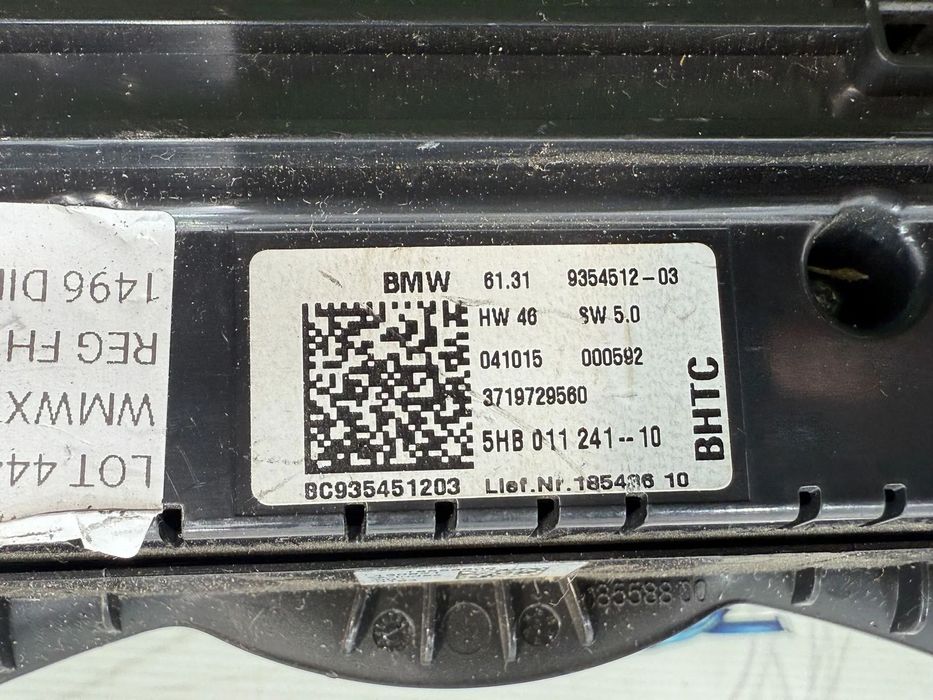 BMW 61.31 9354512-03
HW 46 SW 5.0
041015 000592
3719729560
5HB 011 241--10
BC935451203 Lief.Nr.185436 10
BHTC
1496 DI
REG FH
WMWX
LOT 44